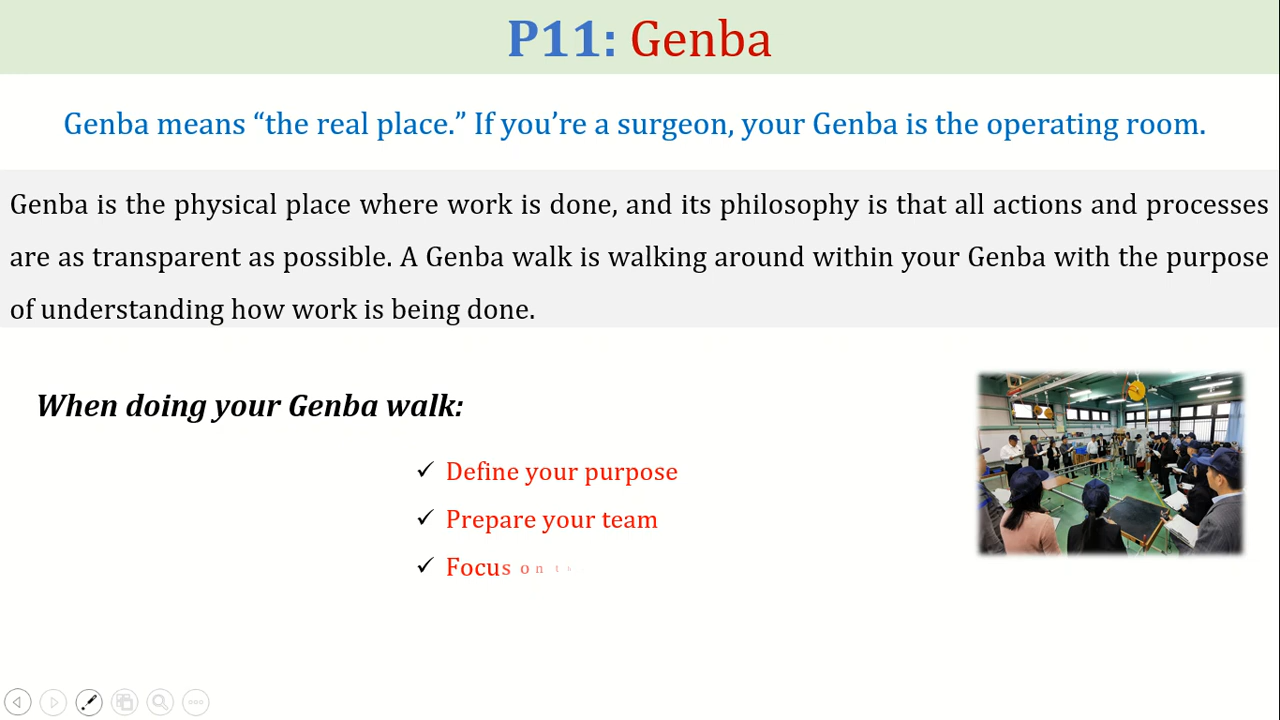 P11: Genba
Genba means “the real place.” If you’re a surgeon, your Genba is the operating room.
Genba is the physical place where work is done, and its philosophy is that all actions and processes
are as transparent as possible. A Genba walk is walking around within your Genba with the purpose
of understanding how work is being done.
When doing your Genba walk:
✓ Define your purpose
✓ Prepare your team
✓ Focus on